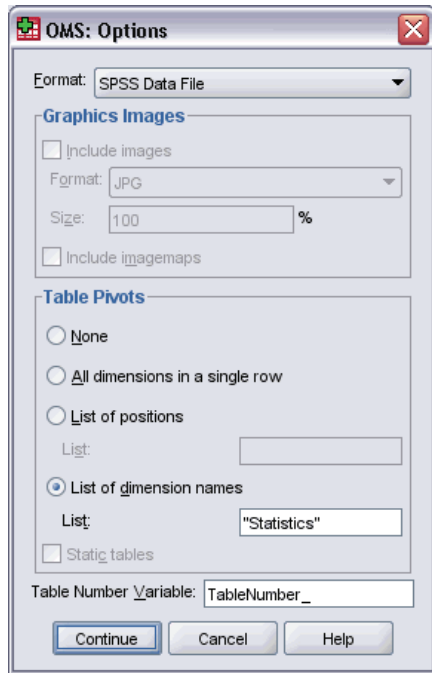 OMS: Options
Format: SPSS Data File
Graphics Images
Include images
Format: JPG
Size: 100 %
Include imagemaps
Table Pivots
None
All dimensions in a single row
List of positions
List:
List of dimension names
List: "Statistics"
Static tables
Table Number Variable: TableNumber_
Continue Cancel Help